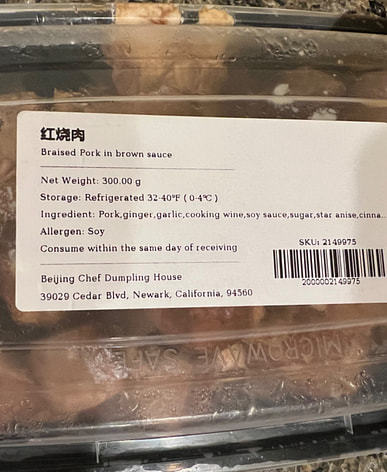 红烧肉
Braised Pork in brown sauce
Net Weight: 300.00 g
Storage: Refrigerated 32-40°F ( 0-4℃ )
Ingredient: Pork,ginger,garlic,cooking wine,soy sauce,sugar,star anise,cinna...
Allergen: Soy
Consume within the same day of receiving
SKU: 2149975
2000002149975
Beijing Chef Dumpling House
39029 Cedar Blvd, Newark, California, 94560
MICROWAVE SAFE